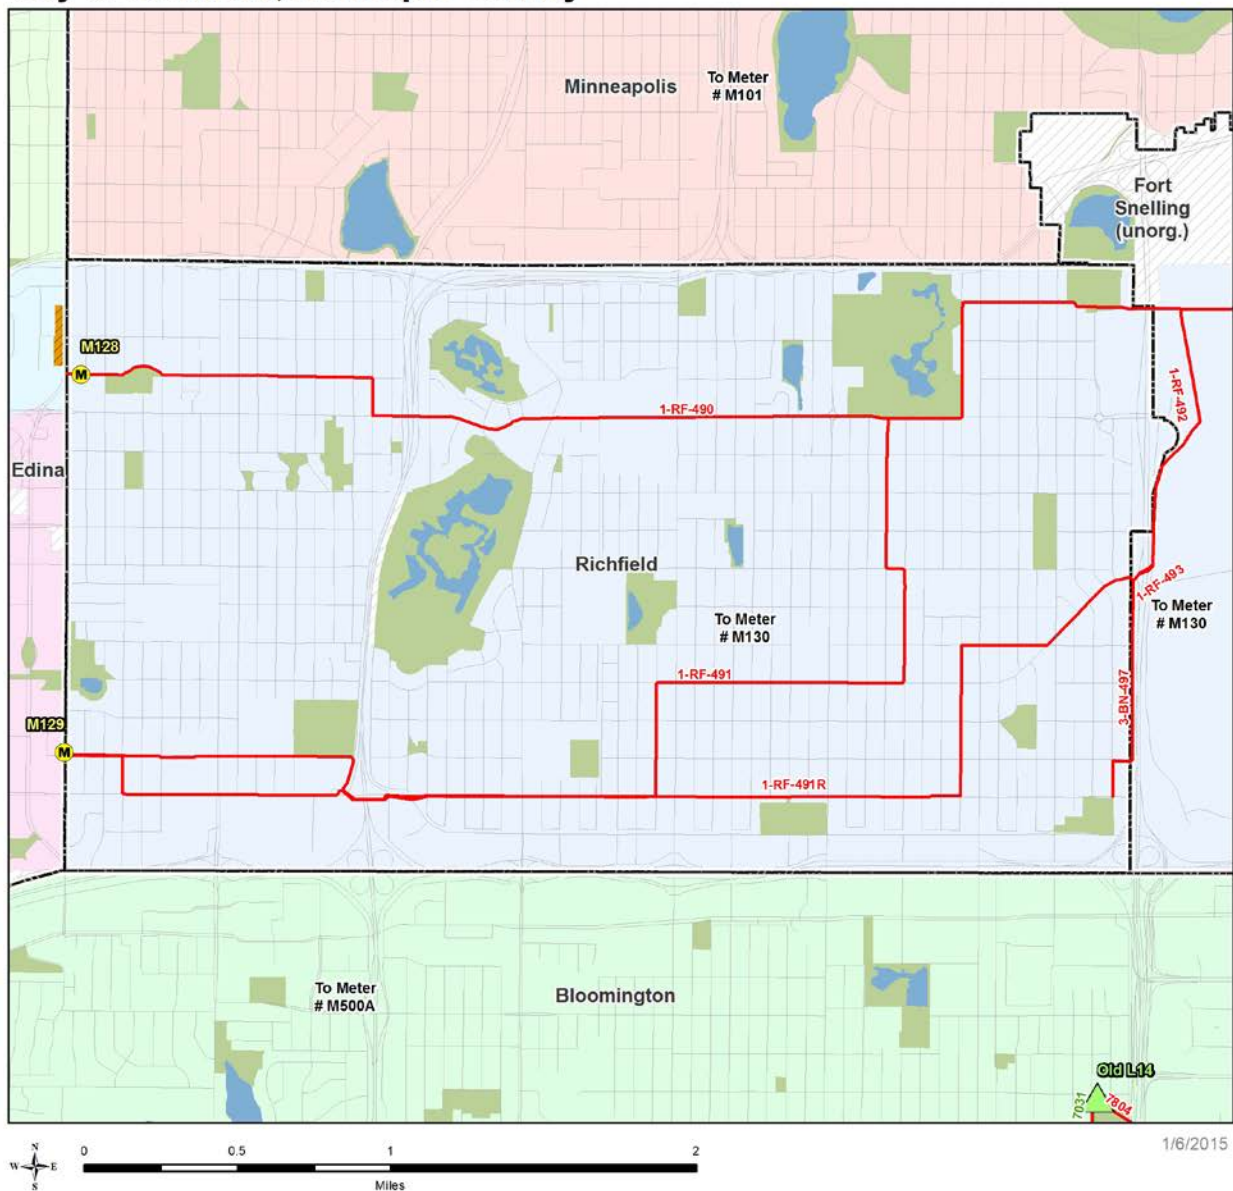 Minneapolis
To Meter
# M101
Fort
Snelling
(unorg.)
M128
M
1-RF-490
1-RF-492
Edina
Richfield
To Meter
# M130
1-RF-493
To Meter
# M130
1-RF-491
3-BN-497
M129
M
1-RF-491R
To Meter
# M500A
Bloomington
Old L14
7031
7804
N
W E
S
0 0.5 1 2
Miles
1/6/2015